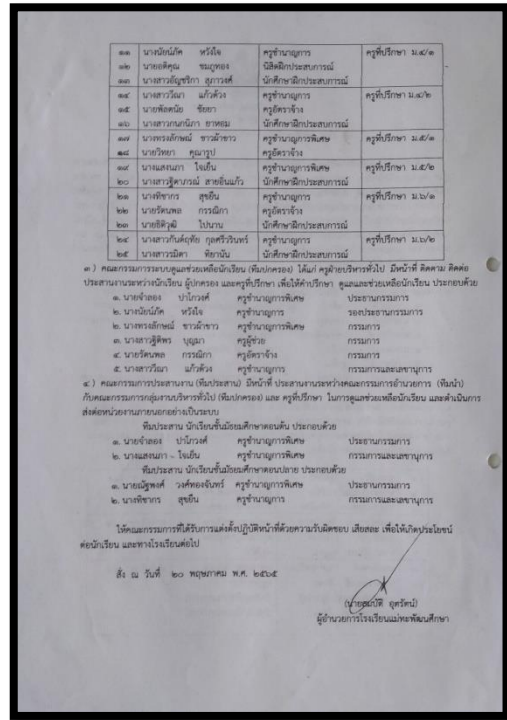 ๑๑ นางนัยน์ภัค หวังใจ ครูชำนาญการ ครูที่ปรึกษา ม.๔/๑
๑๒ นายอติคุณ ชมภูทอง นิสิตฝึกประสบการณ์
๑๓ นางสาวอัญชริกา สุภาวงศ์ นักศึกษาฝึกประสบการณ์
๑๔ นางสาววีณา แก้วด้วง ครูชำนาญการ ครูที่ปรึกษา ม.๔/๒
๑๕ นายพัลลนัย ชัยยา ครูอัตราจ้าง
๑๖ นางสาวกนกนิภา ยาหอม นักศึกษาฝึกประสบการณ์
๑๗ นางทรงลักษณ์ ขาวผ้าขาว ครูชำนาญการพิเศษ ครูที่ปรึกษา ม.๕/๑
๑๘ นายวิทยา คุณารูป ครูอัตราจ้าง
๑๙ นางแสงนภา ใจเย็น ครูชำนาญการพิเศษ ครูที่ปรึกษา ม.๕/๒
๒๐ นางสาวฐิตาภรณ์ สายอินแก้ว นักศึกษาฝึกประสบการณ์
๒๑ นางทิชากร สุขยืน ครูชำนาญการ ครูที่ปรึกษา ม.๖/๑
๒๒ นายรัตนพล กรรณิกา ครูอัตราจ้าง
๒๓ นายธิติวุฒิ ไปนาน นักศึกษาฝึกประสบการณ์
๒๔ นางสาวกันต์ฤทัย กุลศรีวรินทร์ ครูชำนาญการ ครูที่ปรึกษา ม.๖/๒
๒๕ นางสาวรมิตา ทิยานัน นักศึกษาฝึกประสบการณ์
๓ ) คณะกรรมการระบบดูแลช่วยเหลือนักเรียน (ทีมปกครอง) ได้แก่ ครูฝ่ายบริหารทั่วไป มีหน้าที่ ติดตาม ติดต่อ
ประสานงานระหว่างนักเรียน ผู้ปกครอง และครูที่ปรึกษา เพื่อให้คำปรึกษา ดูแลและช่วยเหลือนักเรียน ประกอบด้วย
๑. นายจำลอง ปาโกวงศ์ ครูชำนาญการพิเศษ ประธานกรรมการ
๒. นางนัยน์ภัค หวังใจ ครูชำนาญการ รองประธานกรรมการ
๒. นางทรงลักษณ์ ขาวผ้าขาว ครูชำนาญการพิเศษ กรรมการ
๓. นางสาวฐิติพร บุญมา ครูผู้ช่วย กรรมการ
๔. นายรัตนพล กรรณิกา ครูอัตราจ้าง กรรมการ
๕. นางสาววีณา แก้วด้วง ครูชำนาญการ กรรมการและเลขานุการ
๔ ) คณะกรรมการประสานงาน (ทีมประสาน) มีหน้าที่ ประสานงานระหว่างคณะกรรมการอำนวยการ (ทีมนำ)
กับคณะกรรมการกลุ่มงานบริหารทั่วไป (ทีมปกครอง) และ ครูที่ปรึกษา ในการดูแลช่วยเหลือนักเรียน และดำเนินการ
ส่งต่อหน่วยงานภายนอกอย่างเป็นระบบ
ทีมประสาน นักเรียนชั้นมัธยมศึกษาตอนต้น ประกอบด้วย
๑. นายจำลอง ปาโกวงศ์ ครูชำนาญการพิเศษ ประธานกรรมการ
๒. นางแสงนภา ใจเย็น ครูชำนาญการพิเศษ กรรมการและเลขานุการ
ทีมประสาน นักเรียนชั้นมัธยมศึกษาตอนปลาย ประกอบด้วย
๑. นายณัฐพงศ์ วงศ์ทองจันทร์ ครูชำนาญการพิเศษ ประธานกรรมการ
๒. นางทิชากร สุขยืน ครูชำนาญการ กรรมการและเลขานุการ
ให้คณะกรรมการที่ได้รับการแต่งตั้งปฏิบัติหน้าที่ด้วยความรับผิดชอบ เสียสละ เพื่อให้เกิดประโยชน์
ต่อนักเรียน และทางโรงเรียนต่อไป
สั่ง ณ วันที่ ๒๐ พฤษภาคม พ.ศ. ๒๕๖๕
(นายสมบัติ อุตรัตน์)
ผู้อำนวยการโรงเรียนแม่ทะพัฒนศึกษา